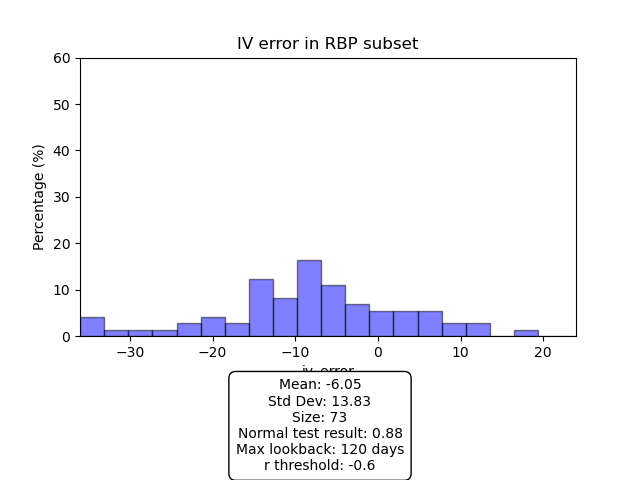 IV error in RBP subset
60
50
40
30
20
10
0
Percentage (%)
−30
−20
−10
0
10
20
iv_error
Mean: -6.05
Std Dev: 13.83
Size: 73
Normal test result: 0.88
Max lookback: 120 days
r threshold: -0.6